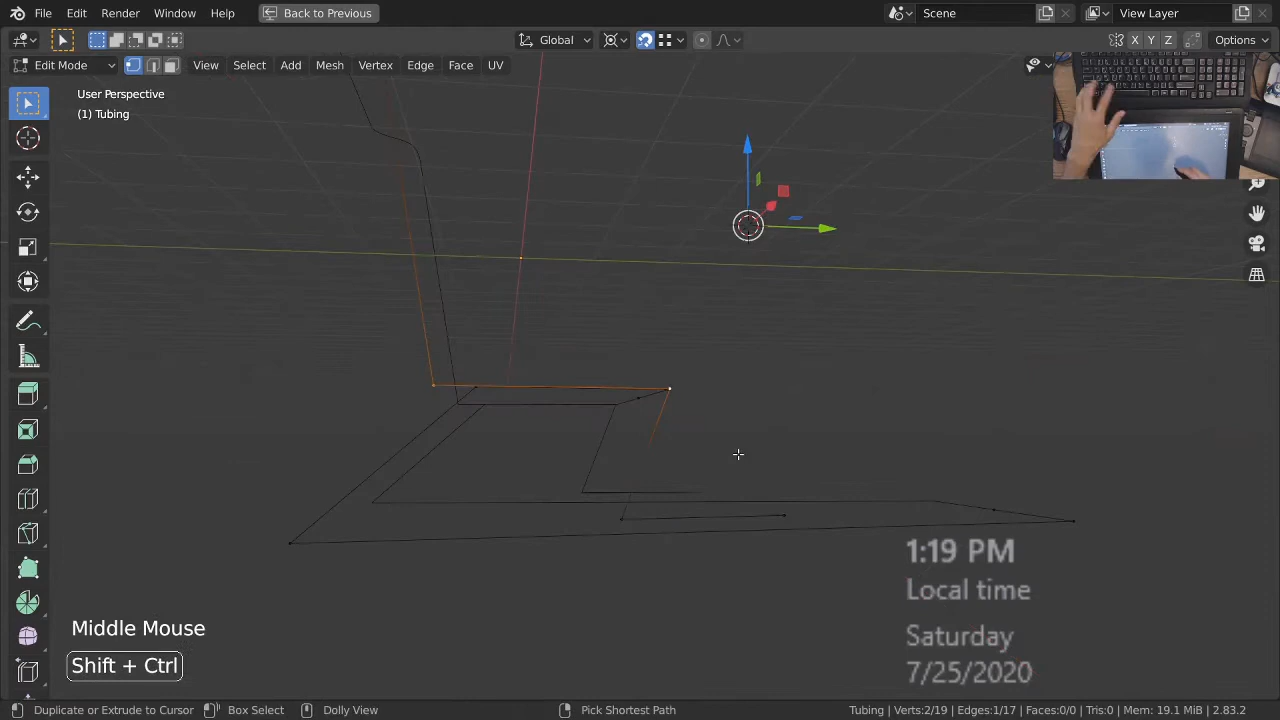 File Edit Render Window Help Back to Previous Scene View Layer
Global X Y Z Options
Edit Mode View Select Add Mesh Vertex Edge Face UV
User Perspective
(1) Tubing
1:19 PM
Local time
Saturday
7/25/2020
Middle Mouse
Shift + Ctrl
Duplicate or Extrude to Cursor Box Select Dolly View Pick Shortest Path Tubing | Verts:2/19 | Edges:1/17 | Faces:0/0 | Tris:0 | Mem: 19.1 MiB | 2.83.2